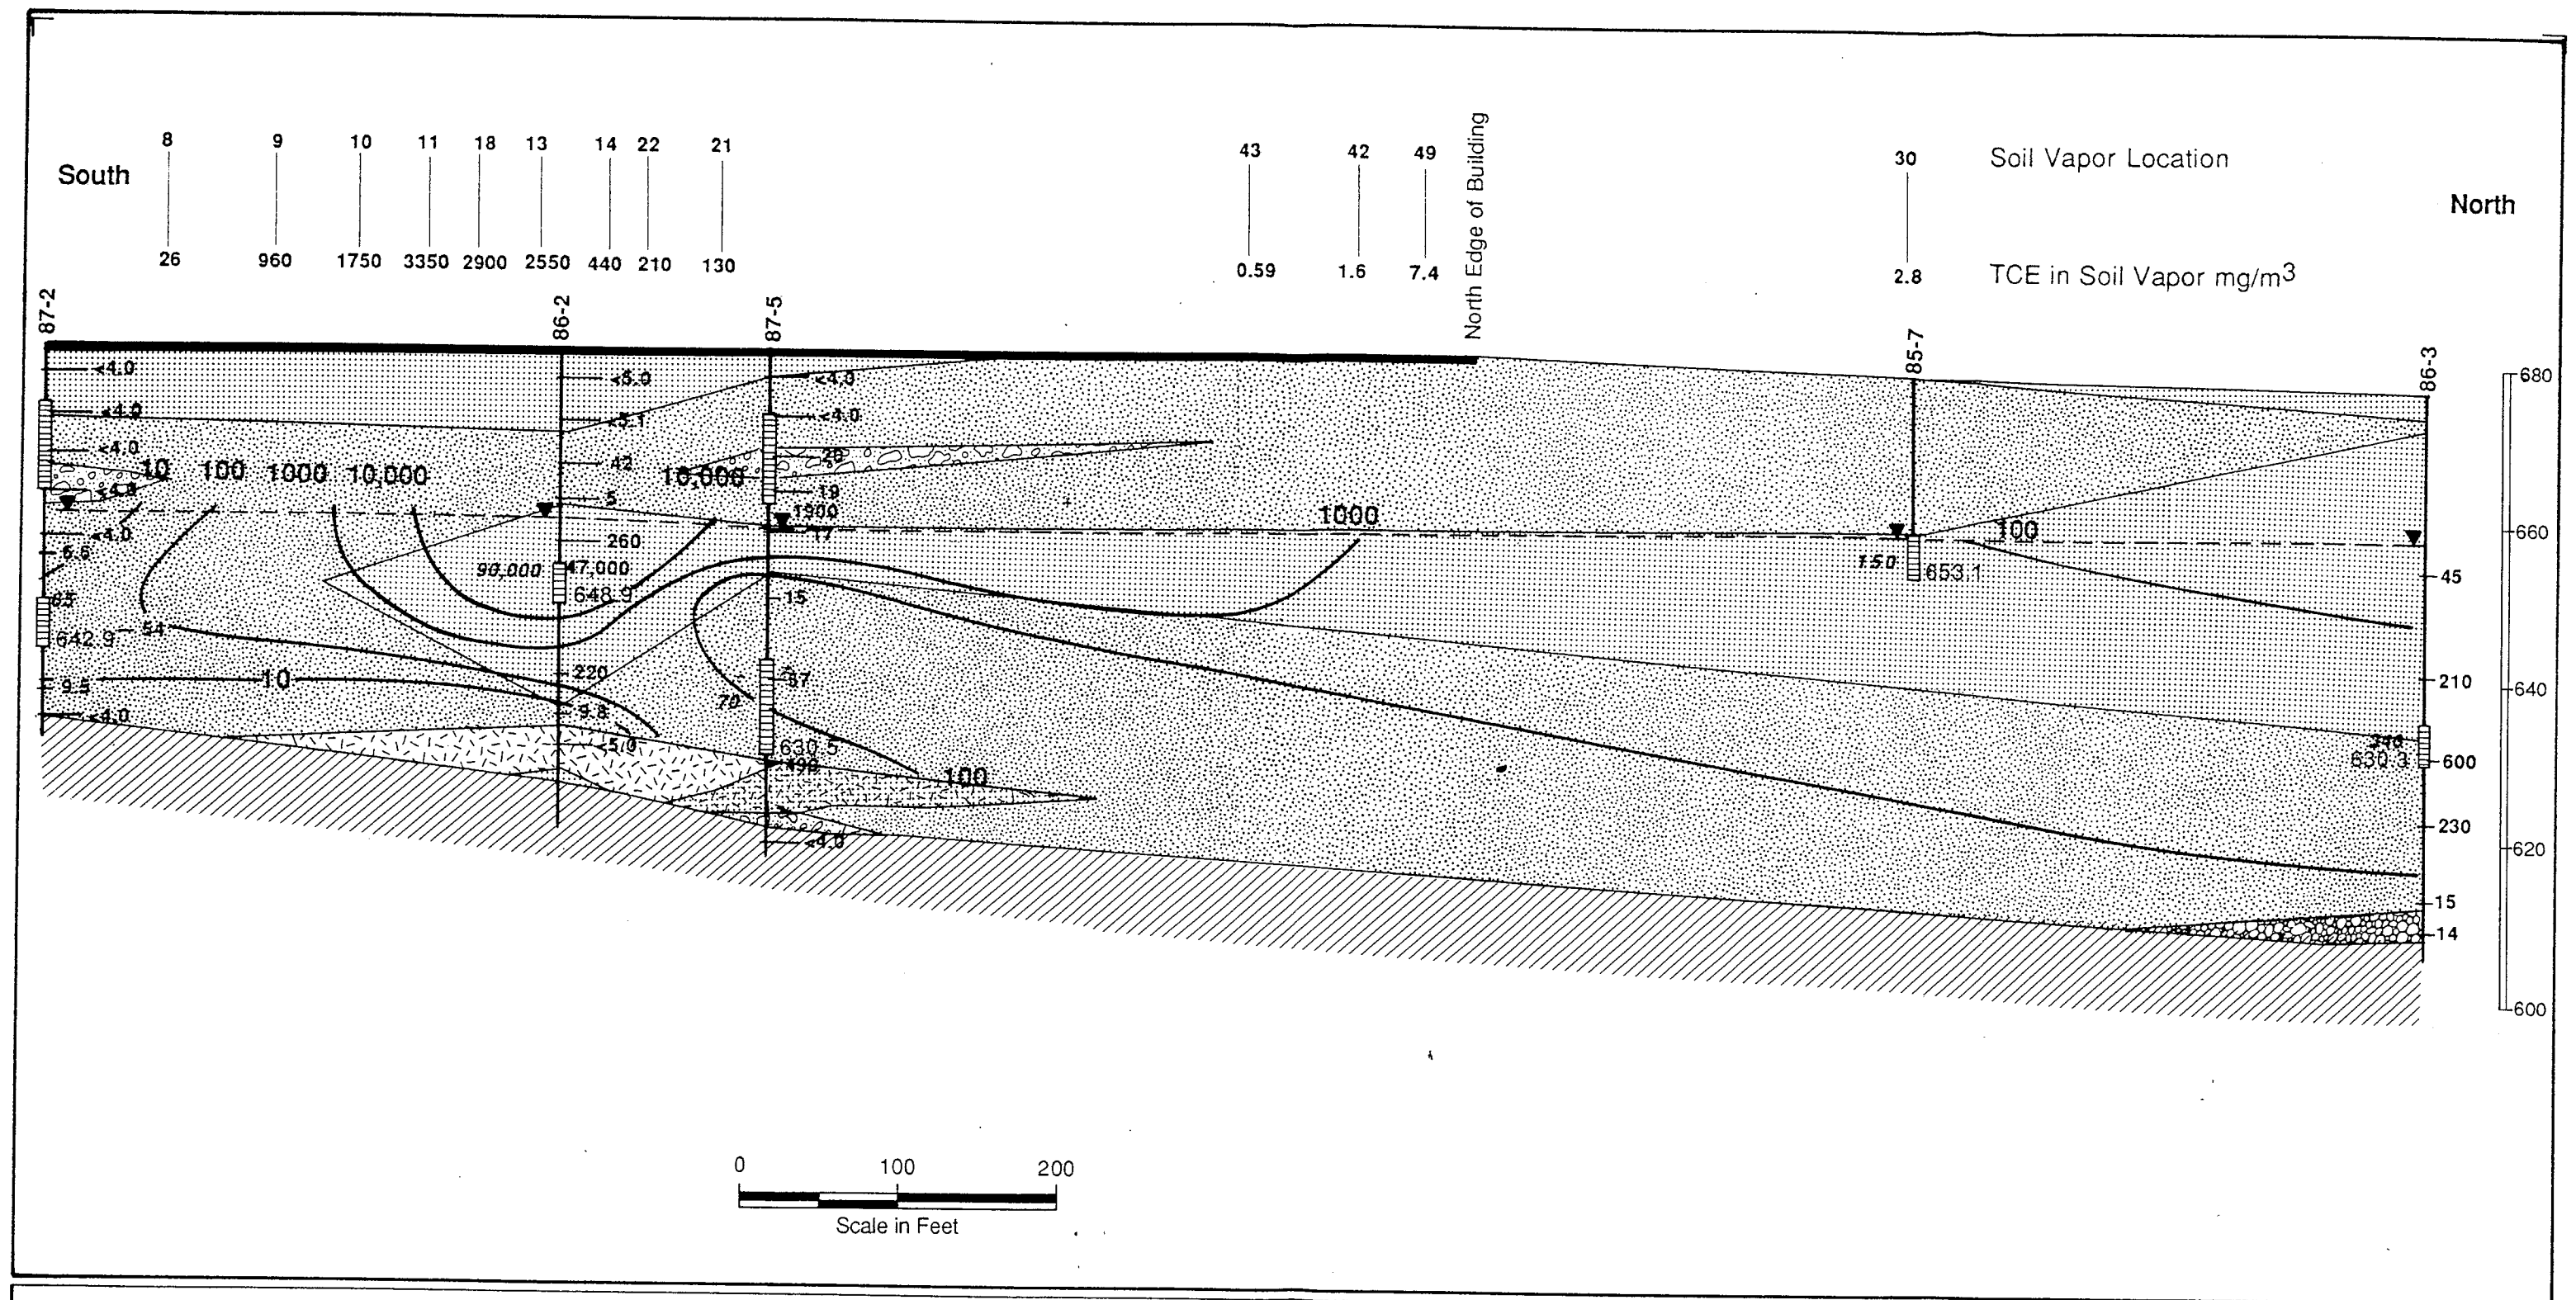 8 9 10 11 18 13 14 22 21 43 42 49 30 Soil Vapor Location
South
North
North Edge of Building
26 960 1750 3350 2900 2550 440 210 130 0.59 1.6 7.4 2.8 TCE in Soil Vapor mg/m3
87-2
86-2
87-5
85-7
86-3
<4.0 <5.0 <4.0 680
<4.0 <5.1 <4.0
<4.0 42 20
10 100 1000 10,000 10,000
<4.0 5 19
1900 1000
<4.0 260 17 100 660
6.6
90,000 47,000 150 653.1 45
648.9 15
642.9 54
220 37 210
9.5 10 70 640
<4.0 9.8
<5.0 630.5 630.3 600
490 100
230
<4.0 620
15
14
600
0 100 200
Scale in Feet